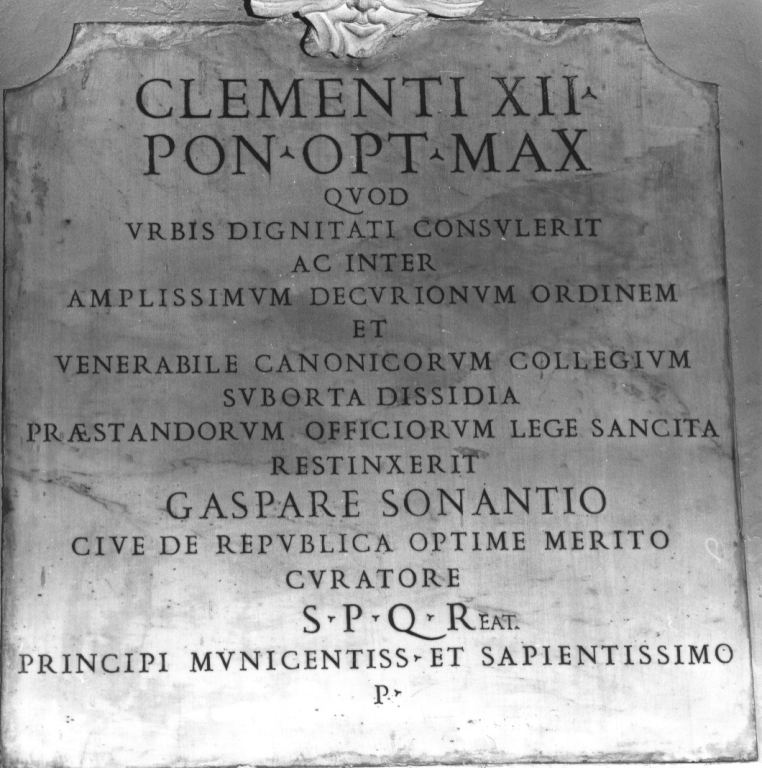 CLEMENTI XII·
PON·OPT·MAX
QVOD
VRBIS DIGNITATI CONSVLERIT
AC INTER
AMPLISSIMVM DECVRIONVM ORDINEM
ET
VENERABILE CANONICORVM COLLEGIVM
SVBORTA DISSIDIA
PRÆSTANDORVM OFFICIORVM LEGE SANCITA
RESTINXERIT
GASPARE SONANTIO
CIVE DE REPVBLICA OPTIME MERITO
CVRATORE
S·P·Q·REAT.
PRINCIPI MVNICENTISS·ET SAPIENTISSIMO
P·